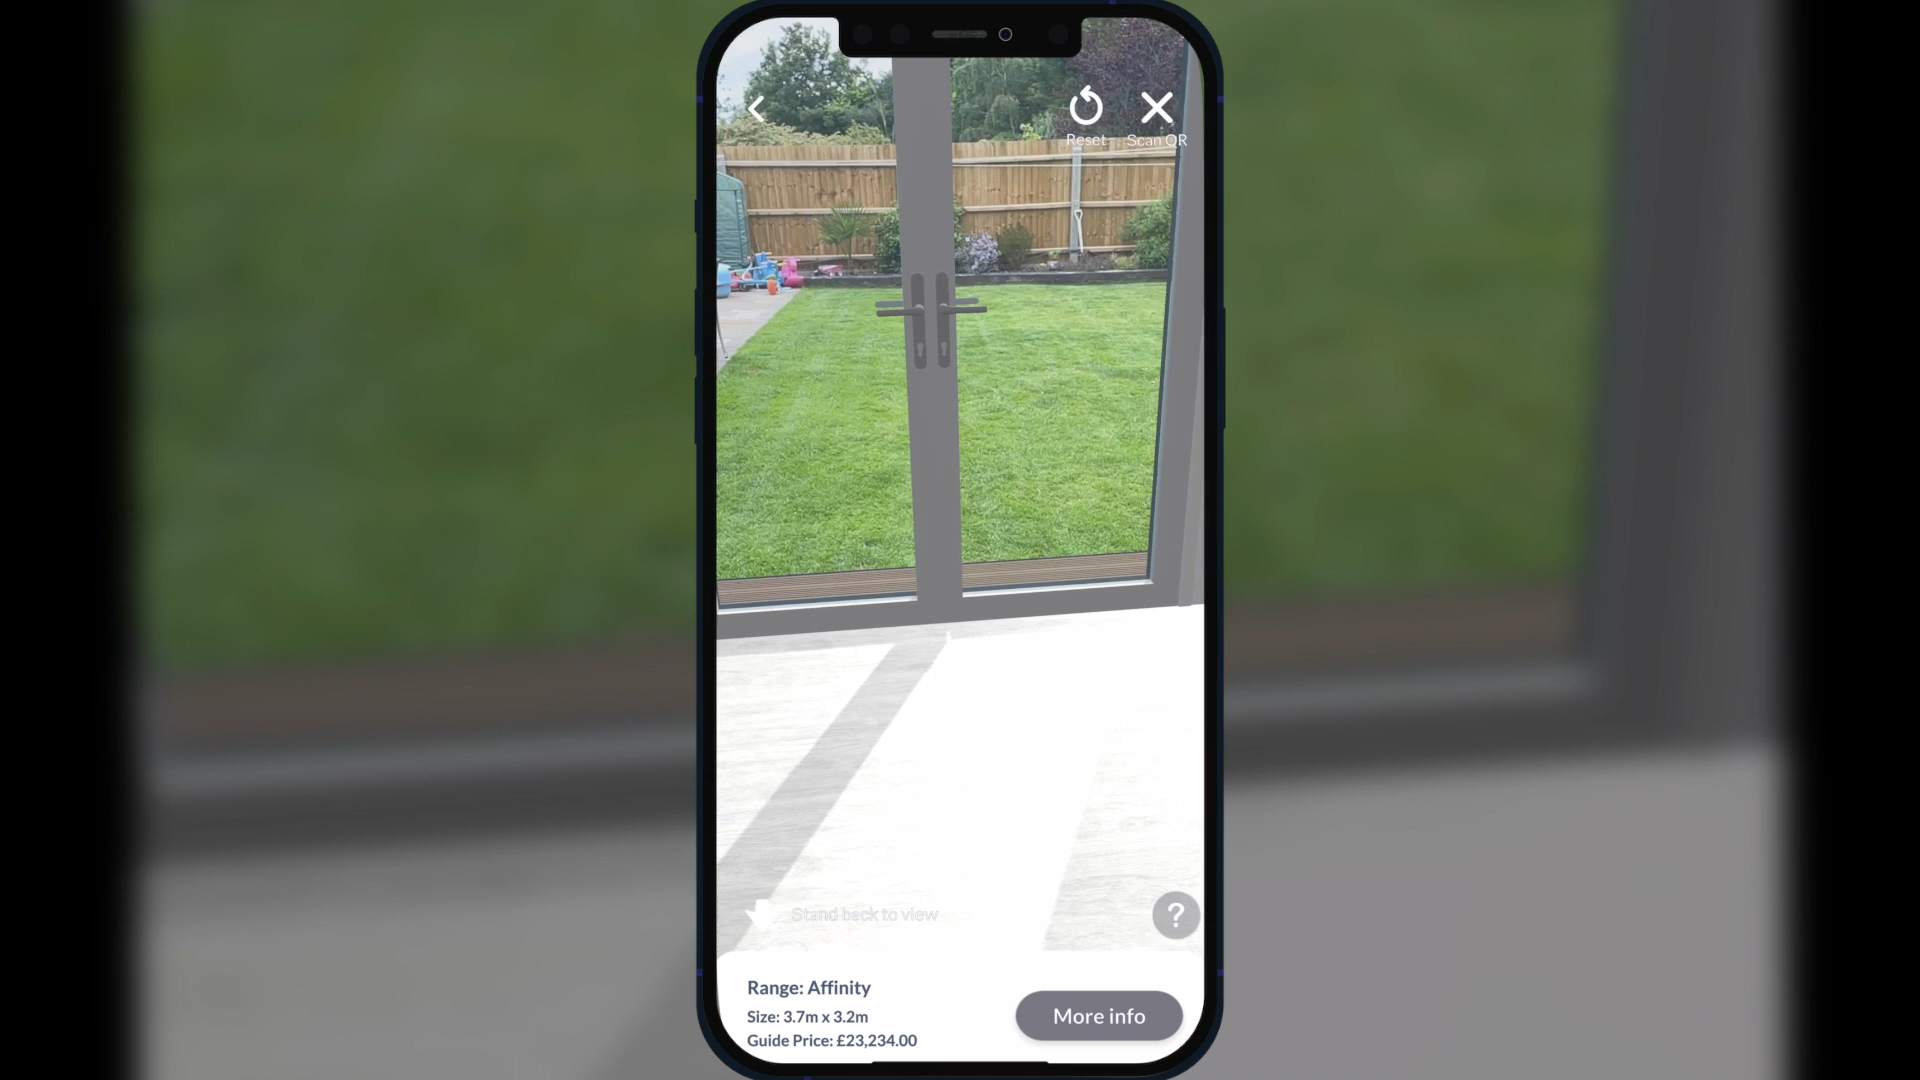 Reset
Scan QR
Stand back to view
?
Range: Affinity
Size: 3.7m x 3.2m
Guide Price: £23,234.00
More info